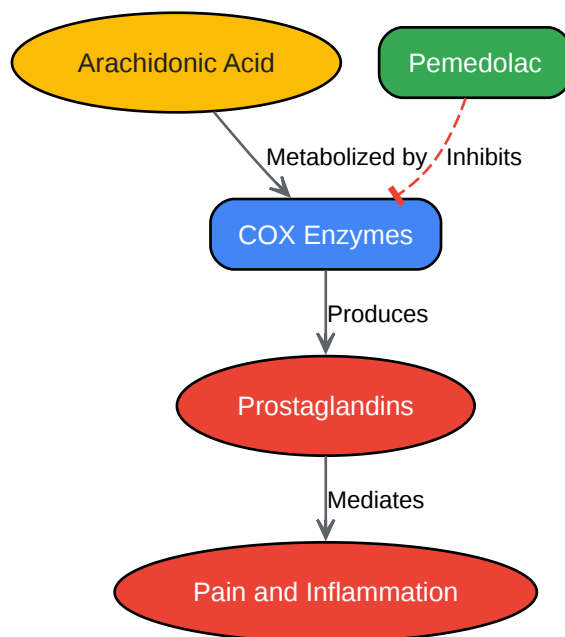 Arachidonic Acid
Pemedolac
Metabolized by
Inhibits
COX Enzymes
Produces
Prostaglandins
Mediates
Pain and Inflammation